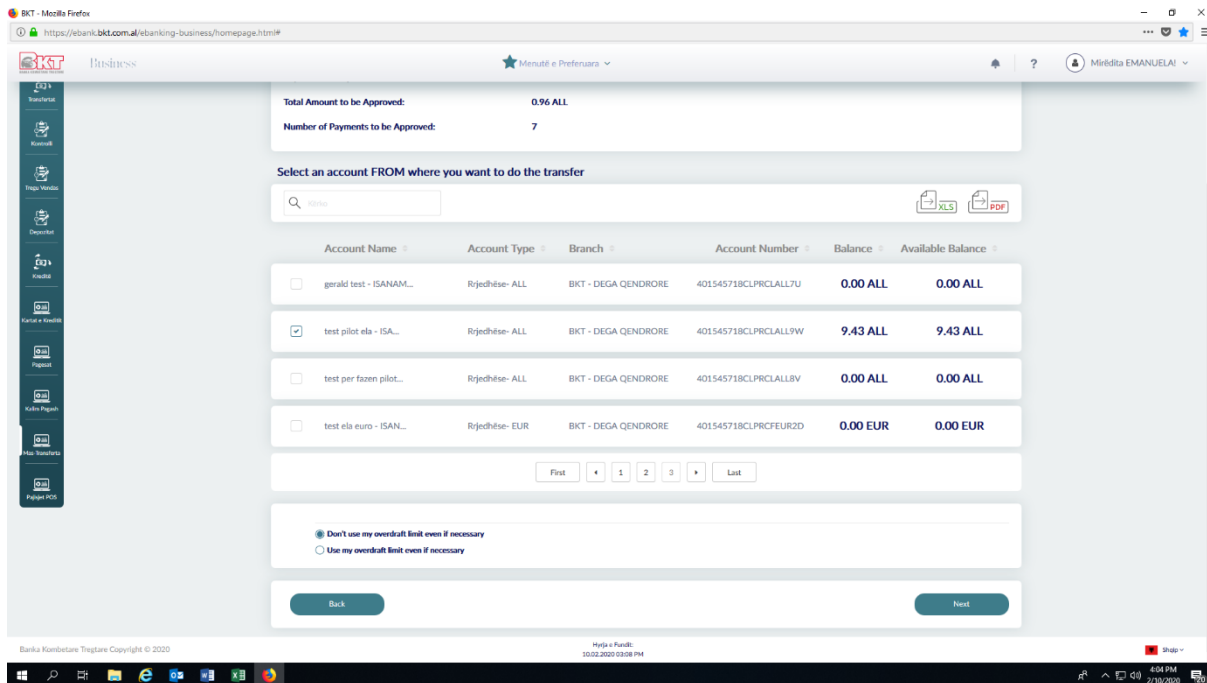 BKT - Mozilla Firefox
https://ebank.bkt.com.al/ebanking-business/homepage.html#
BKT Business Menutë e Preferuara ? Mirëdita EMANUELA!
Transfertat
Kontrolli
Tregu Vendas
Depozitat
Kreditë
Kartat e Kreditit
Pagesat
Kalim Pagash
Mas-Transferta
Pajisjet POS
Total Amount to be Approved: 0.96 ALL
Number of Payments to be Approved: 7
Select an account FROM where you want to do the transfer
Kërko XLS PDF
Account Name Account Type Branch Account Number Balance Available Balance
gerald test - ISANAM... Rrjedhëse- ALL BKT - DEGA QENDRORE 401545718CLPRCLALL7U 0.00 ALL 0.00 ALL
test pilot ela - ISA... Rrjedhëse- ALL BKT - DEGA QENDRORE 401545718CLPRCLALL9W 9.43 ALL 9.43 ALL
test per fazen pilot... Rrjedhëse- ALL BKT - DEGA QENDRORE 401545718CLPRCLALL8V 0.00 ALL 0.00 ALL
test ela euro - ISAN... Rrjedhëse- EUR BKT - DEGA QENDRORE 401545718CLPRCFEUR2D 0.00 EUR 0.00 EUR
First 1 2 3 Last
Don't use my overdraft limit even if necessary
Use my overdraft limit even if necessary
Back Next
Banka Kombetare Tregtare Copyright © 2020
Hyrja e Fundit:
10.02.2020 03:08 PM
Shqip
4:04 PM
2/10/2020